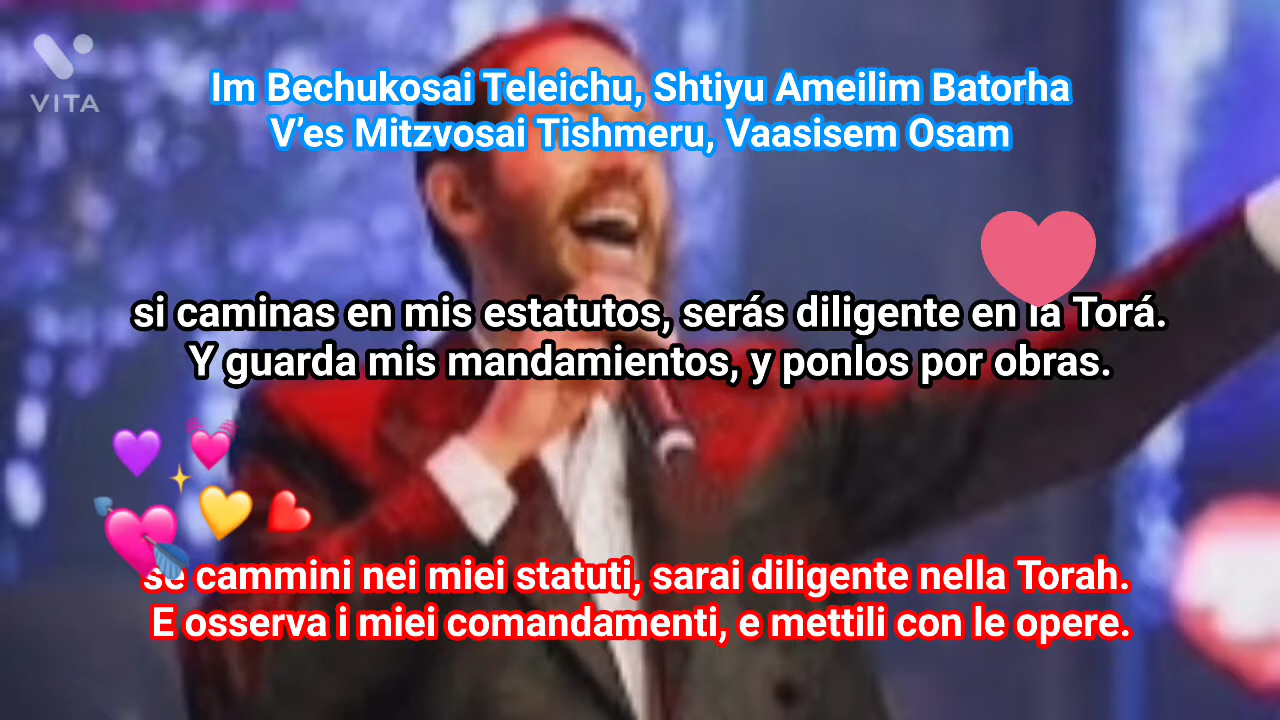 VITA
Im Bechukosai Teleichu, Shtiyu Ameilim Batorha
V’es Mitzvosai Tishmeru, Vaasisem Osam
si caminas en mis estatutos, serás diligente en la Torá.
Y guarda mis mandamientos, y ponlos por obras.
se cammini nei miei statuti, sarai diligente nella Torah.
E osserva i miei comandamenti, e mettili con le opere.